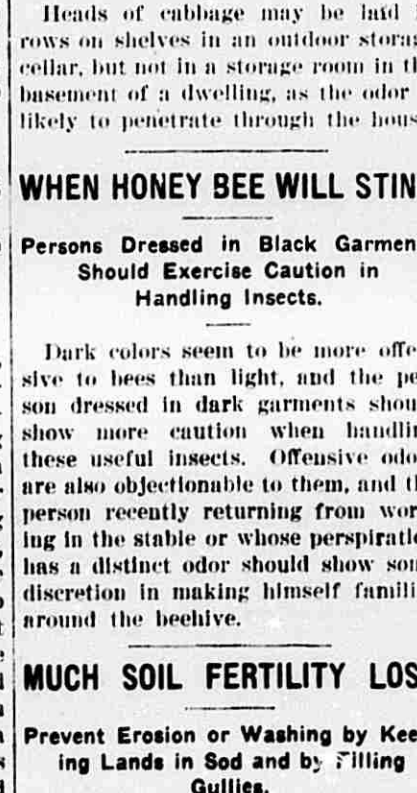 Heads of cabbage may be laid i
rows on shelves in an outdoor storag
cellar, but not in a storage room in th
basement of a dwelling, as the odor i
likely to penetrate through the hous
WHEN HONEY BEE WILL STIN
Persons Dressed in Black Garmen
Should Exercise Caution in
Handling Insects.
Dark colors seem to be more offe
sive to bees than light, and the pe
son dressed in dark garments shoul
show more caution when handlin
these useful insects. Offensive odo
are also objectionable to them, and th
person recently returning from wor
ing in the stable or whose perspiratio
has a distinct odor should show som
discretion in making himself famili
around the beehive.
MUCH SOIL FERTILITY LOS
Prevent Erosion or Washing by Kee
ing Lands in Sod and by Filling
Gullies.